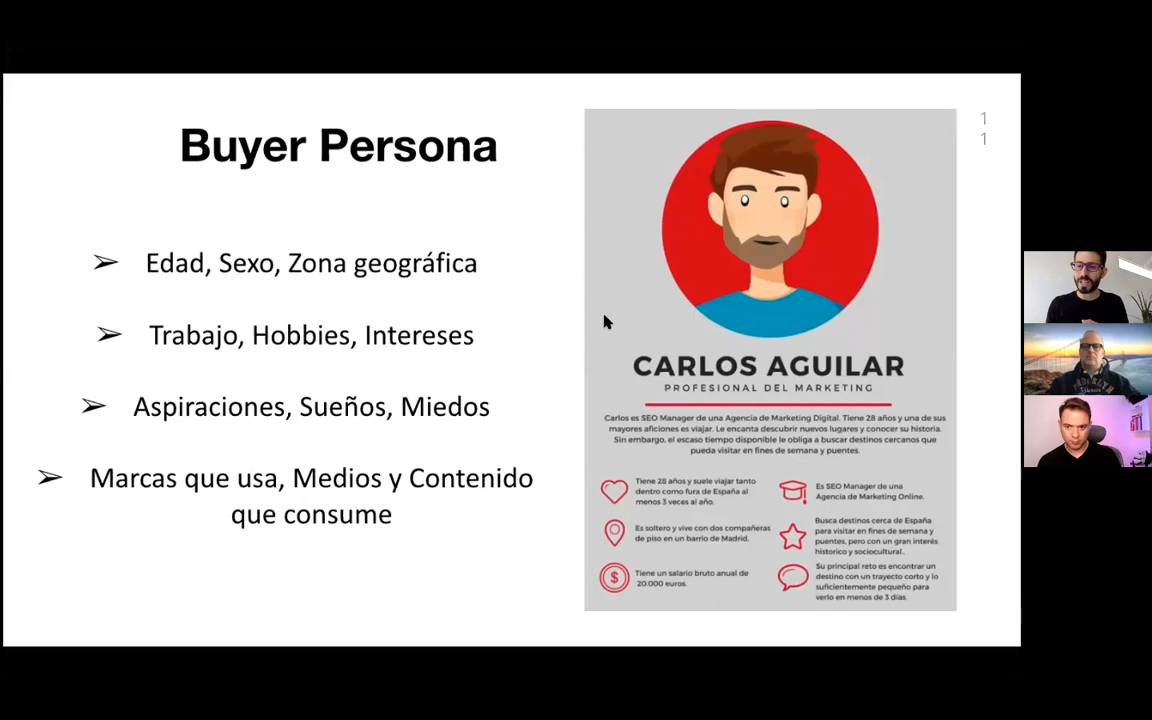 Buyer Persona
➢ Edad, Sexo, Zona geográfica
➢ Trabajo, Hobbies, Intereses
➢ Aspiraciones, Sueños, Miedos
➢ Marcas que usa, Medios y Contenido
que consume
1
1
CARLOS AGUILAR
PROFESIONAL DEL MARKETING
Carlos es SEO Manager de una Agencia de Marketing Digital. Tiene 28 años y una de sus
mayores aficiones es viajar. Le encanta descubrir nuevos lugares y conocer su historia.
Sin embargo, el escaso tiempo disponible le obliga a buscar destinos cercanos que
pueda visitar en fines de semana y puentes.
Tiene 28 años y suele viajar tanto
dentro como fura de España al
menos 3 veces al año.
Es soltero y vive con dos compañeras
de piso en un barrio de Madrid.
$
Tiene un salario bruto anual de
20.000 euros.
Es SEO Manager de una
Agencia de Marketing Online.
Busca destinos cerca de España
para visitar en fines de semana y
puentes, pero con un gran interés
historico y sociocultural..
Su principal reto es encontrar un
destino con un trayecto corto y lo
suficientemente pequeño para
verlo en menos de 3 días.
BROOKLYN